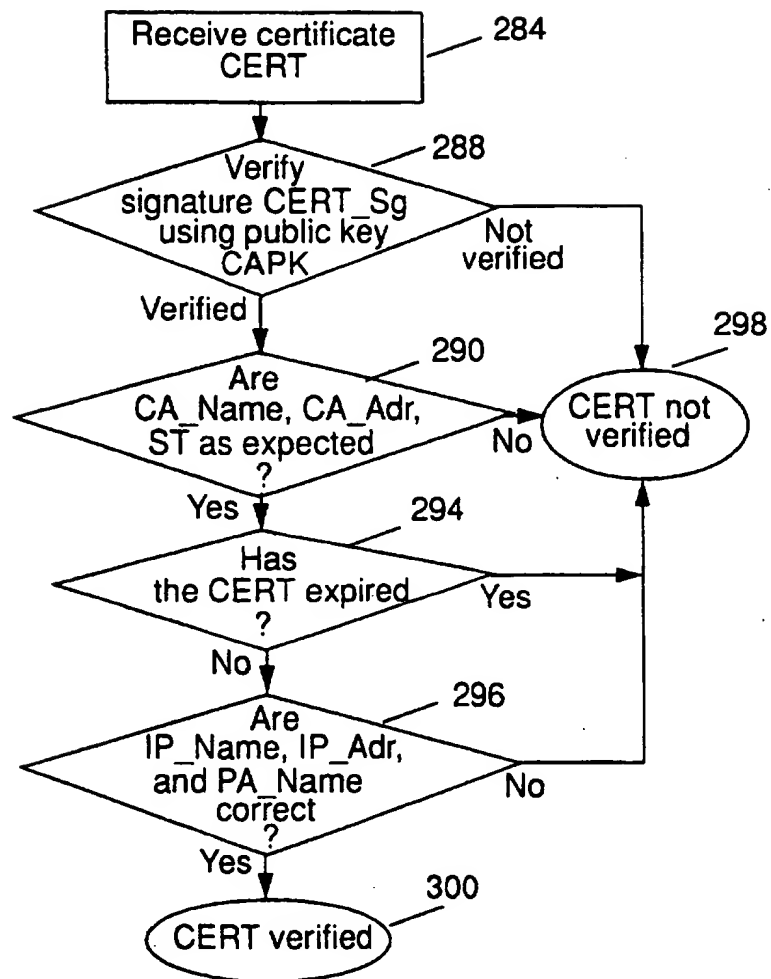 Receive certificate
CERT
284
288
Verify
signature CERT_Sg
using public key
CAPK
Not
verified
Verified
298
290
Are
CA_Name, CA_Adr,
ST as expected
?
No
CERT not
verified
Yes
294
Has
the CERT expired
?
Yes
No
296
Are
IP_Name, IP_Adr,
and PA_Name
correct
?
No
Yes
300
CERT verified